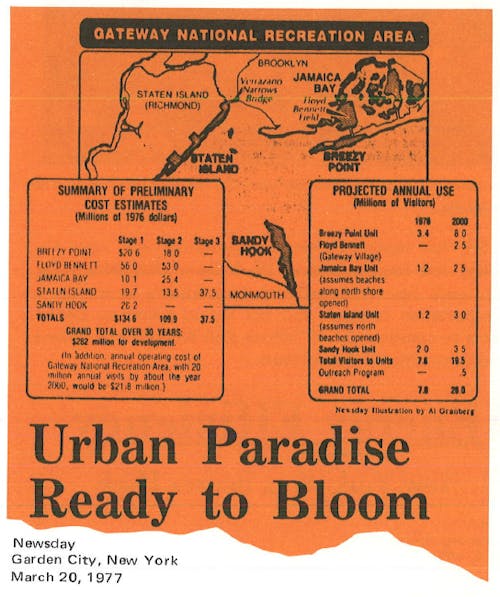 GATEWAY NATIONAL RECREATION AREA
BROOKLYN
JAMAICA
BAY
Verrazano
Narrows
Bridge
STATEN ISLAND
(RICHMOND)
Floyd
Bennett
Field
STATEN
ISLAND
BREEZY
POINT
SUMMARY OF PRELIMINARY
COST ESTIMATES
(Millions of 1976 dollars)
Stage 1 Stage 2 Stage 3
BREEZY POINT $20.6 18.0 —
FLOYD BENNETT 56.0 53.0 —
JAMAICA BAY 10.1 25.4 —
STATEN ISLAND 19.7 13.5 37.5
SANDY HOOK 28.2 — —
TOTALS $134.6 109.9 37.5
GRAND TOTAL OVER 30 YEARS:
$282 million for development.
(In addition, annual operating cost of
Gateway National Recreation Area, with 20
million annual visits by about the year
2000, would be $21.8 million.)
SANDY
HOOK
MONMOUTH
PROJECTED ANNUAL USE
(Millions of Visitors)
1976 2000
Breezy Point Unit 3.4 8.0
Floyd Bennett — 2.5
(Gateway Village)
Jamaica Bay Unit 1.2 2.5
(assumes beaches
along north shore
opened)
Staten Island Unit 1.2 3.0
(assumes north
beaches opened)
Sandy Hook Unit 2.0 3.5
Total Visitors to Units 7.8 19.5
Outreach Program — .5
GRAND TOTAL 7.8 20.0
Newsday Illustration by Al Granberg
Urban Paradise
Ready to Bloom
Newsday
Garden City, New York
March 20, 1977